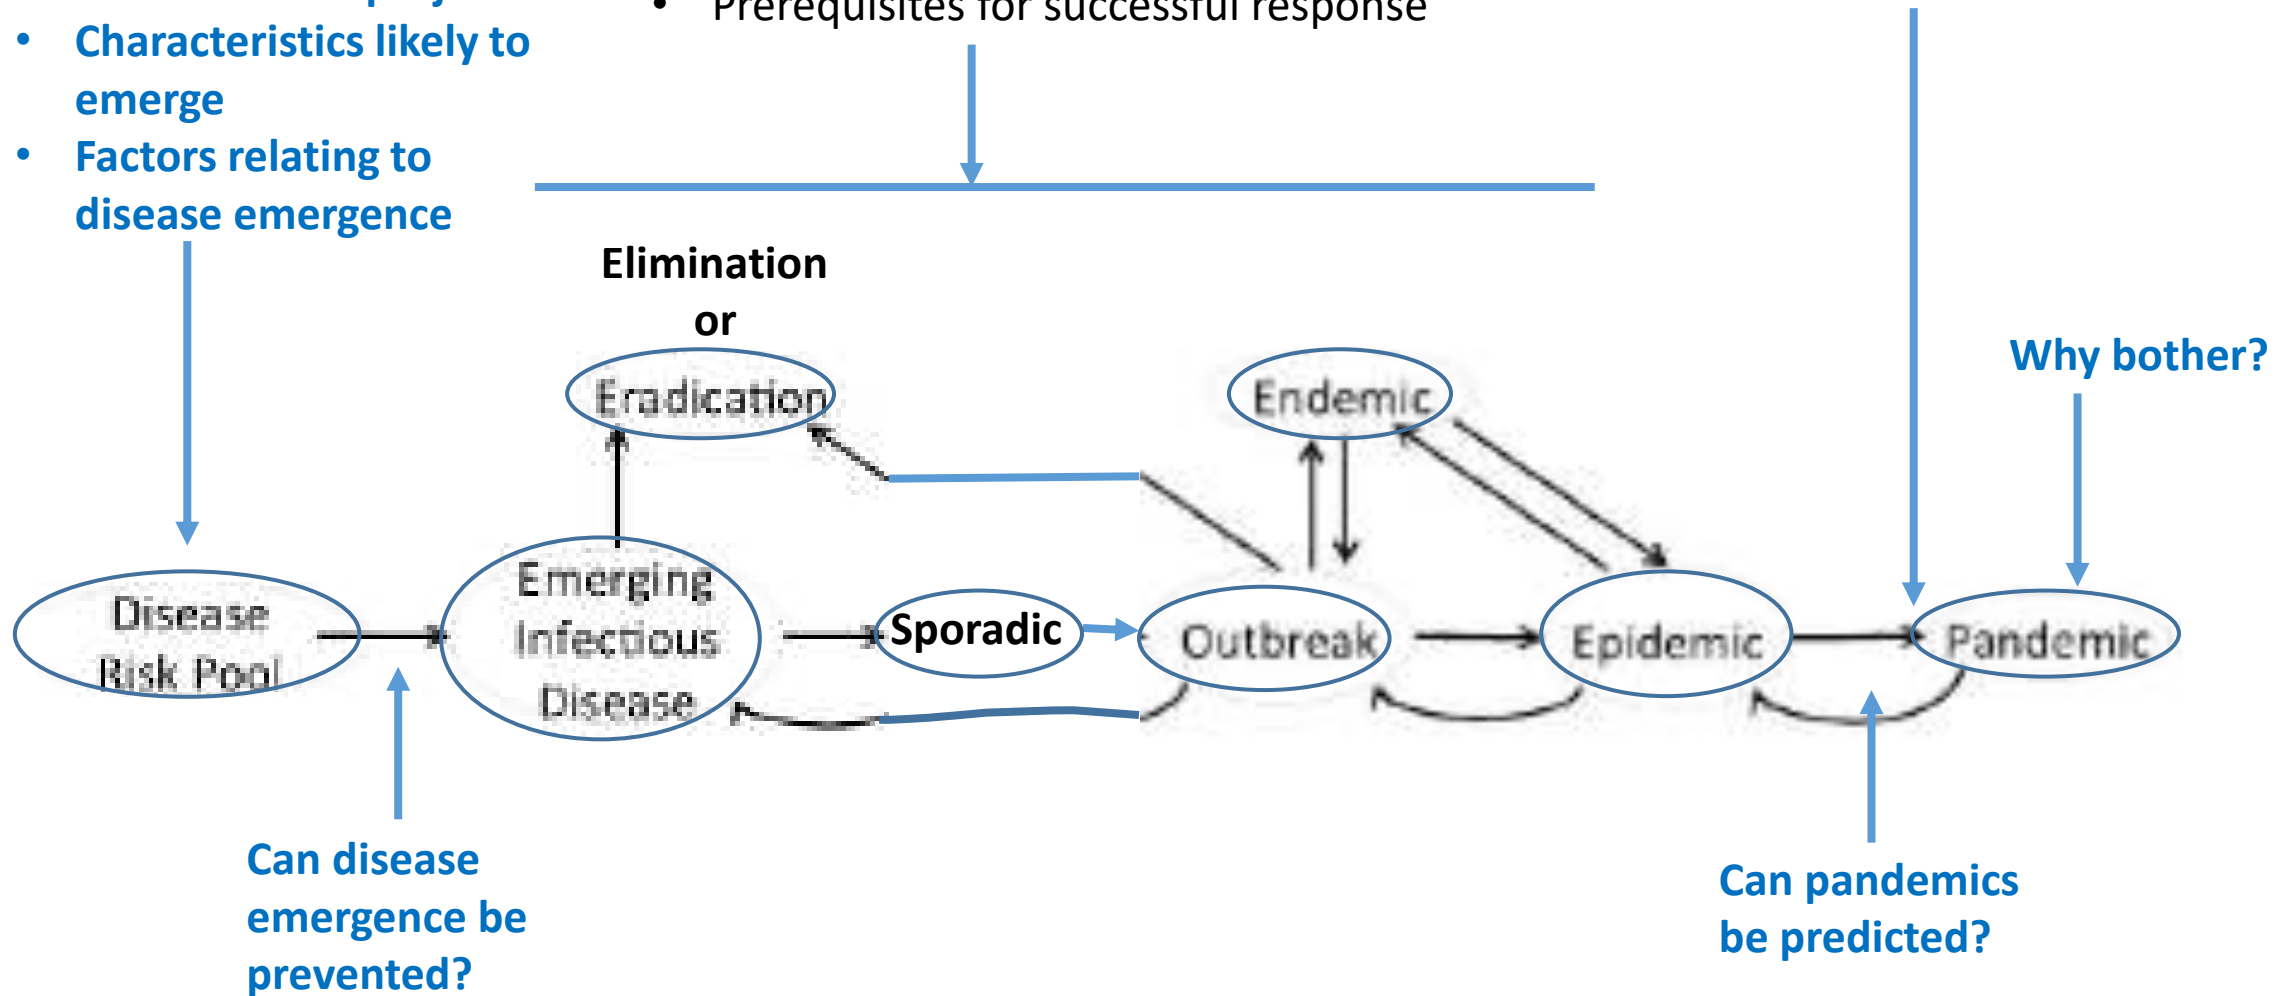 • Prerequisites for successful response
• Characteristics likely to
emerge
• Factors relating to
disease emergence
Elimination
or
Eradication
Endemic
Why bother?
Disease
Risk Pool
Emerging
Infectious
Disease
Sporadic
Outbreak
Epidemic
Pandemic
Can disease
emergence be
prevented?
Can pandemics
be predicted?